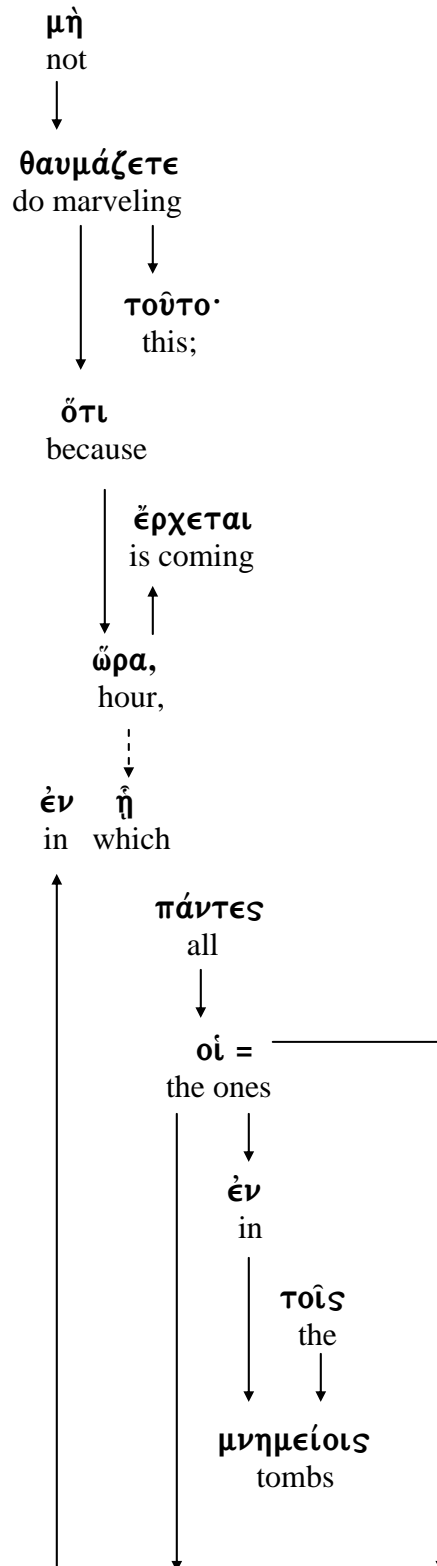 μὴ
not
θαυμάζετε
do marveling
τοῦτο·
this;
ὅτι
because
ἔρχεται
is coming
ὥρα,
hour,
ἐν ᾗ
in which
πάντες
all
οἱ =
the ones
ἐν
in
τοῖς
the
μνημείοις
tombs